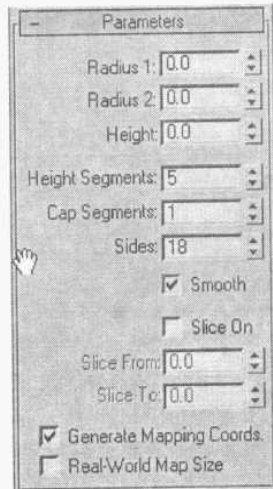 Parameters
Radius 1: 0.0
Radius 2: 0.0
Height: 0.0
Height Segments: 5
Cap Segments: 1
Sides: 18
Smooth
Slice On
Slice From: 0.0
Slice To: 0.0
Generate Mapping Coords.
Real-World Map Size